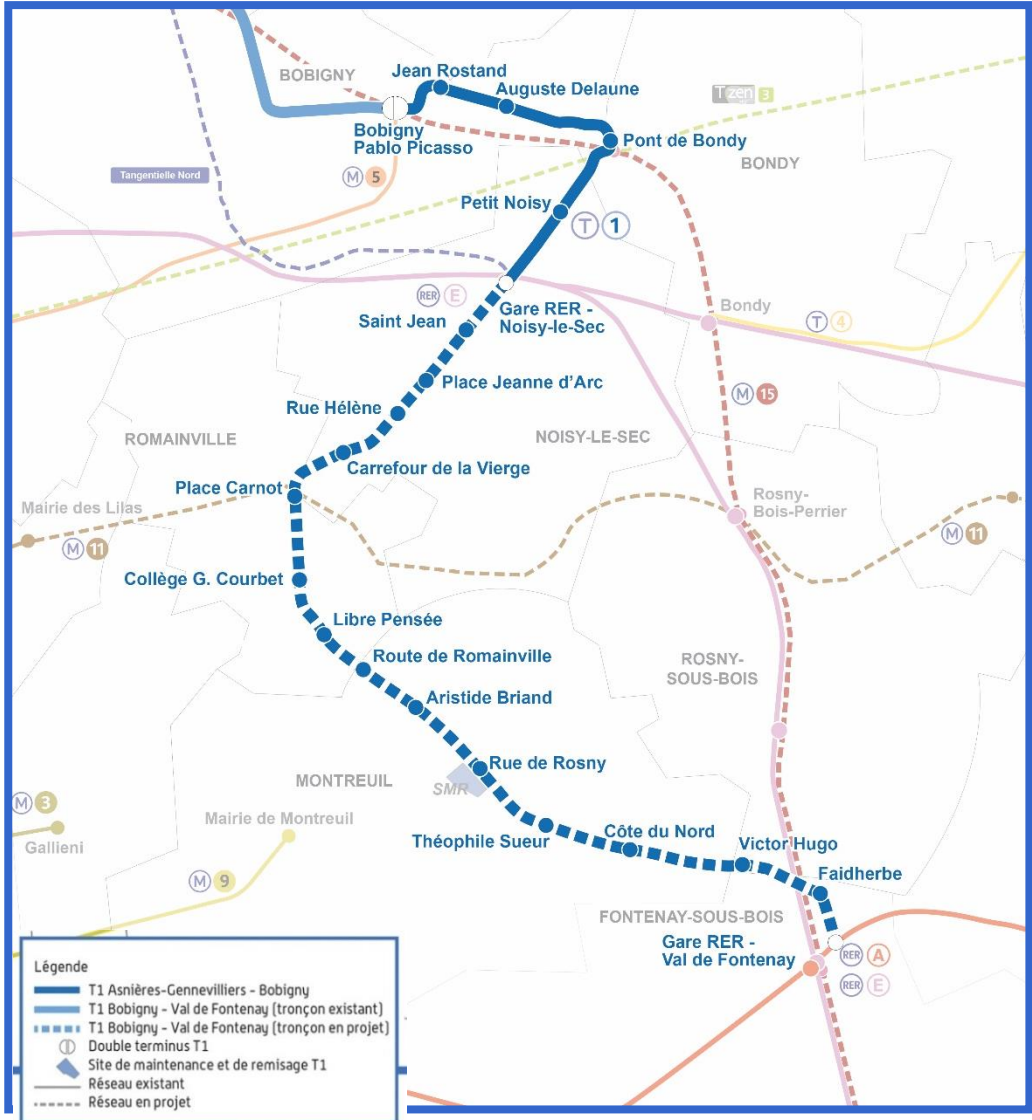 BOBIGNY
Jean Rostand
Auguste Delaune
T zen 3
Bobigny
Pablo Picasso
Pont de Bondy
BONDY
Tangentielle Nord
M 5
Petit Noisy
T 1
RER E
Gare RER -
Noisy-le-Sec
Saint Jean
Bondy
T 4
Place Jeanne d'Arc
M 15
Rue Hélène
ROMAINVILLE
NOISY-LE-SEC
Carrefour de la Vierge
Place Carnot
Mairie des Lilas
Rosny-
Bois-Perrier
M 11
M 11
Collège G. Courbet
Libre Pensée
Route de Romainville
ROSNY-
SOUS-BOIS
Aristide Briand
Rue de Rosny
MONTREUIL
SMR
M 3
Mairie de Montreuil
Gallieni
Théophile Sueur
Côte du Nord
Victor Hugo
Faidherbe
M 9
FONTENAY-SOUS-BOIS
Gare RER -
Val de Fontenay
RER A
RER E
Légende
T1 Asnières-Gennevilliers - Bobigny
T1 Bobigny - Val de Fontenay (tronçon existant)
T1 Bobigny - Val de Fontenay (tronçon en projet)
Double terminus T1
Site de maintenance et de remisage T1
Réseau existant
Réseau en projet